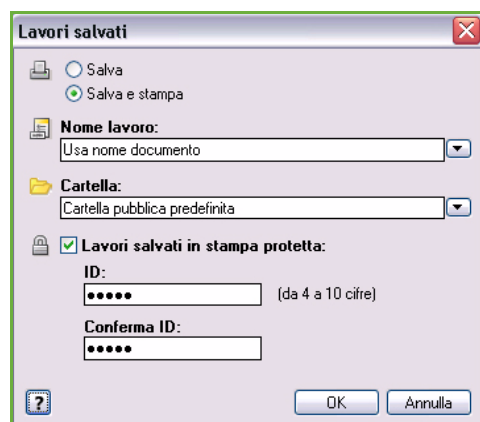 Lavori salvati
Salva
Salva e stampa
Nome lavoro:
Usa nome documento
Cartella:
Cartella pubblica predefinita
Lavori salvati in stampa protetta:
ID:
●●●●● (da 4 a 10 cifre)
Conferma ID:
●●●●●
? OK Annulla